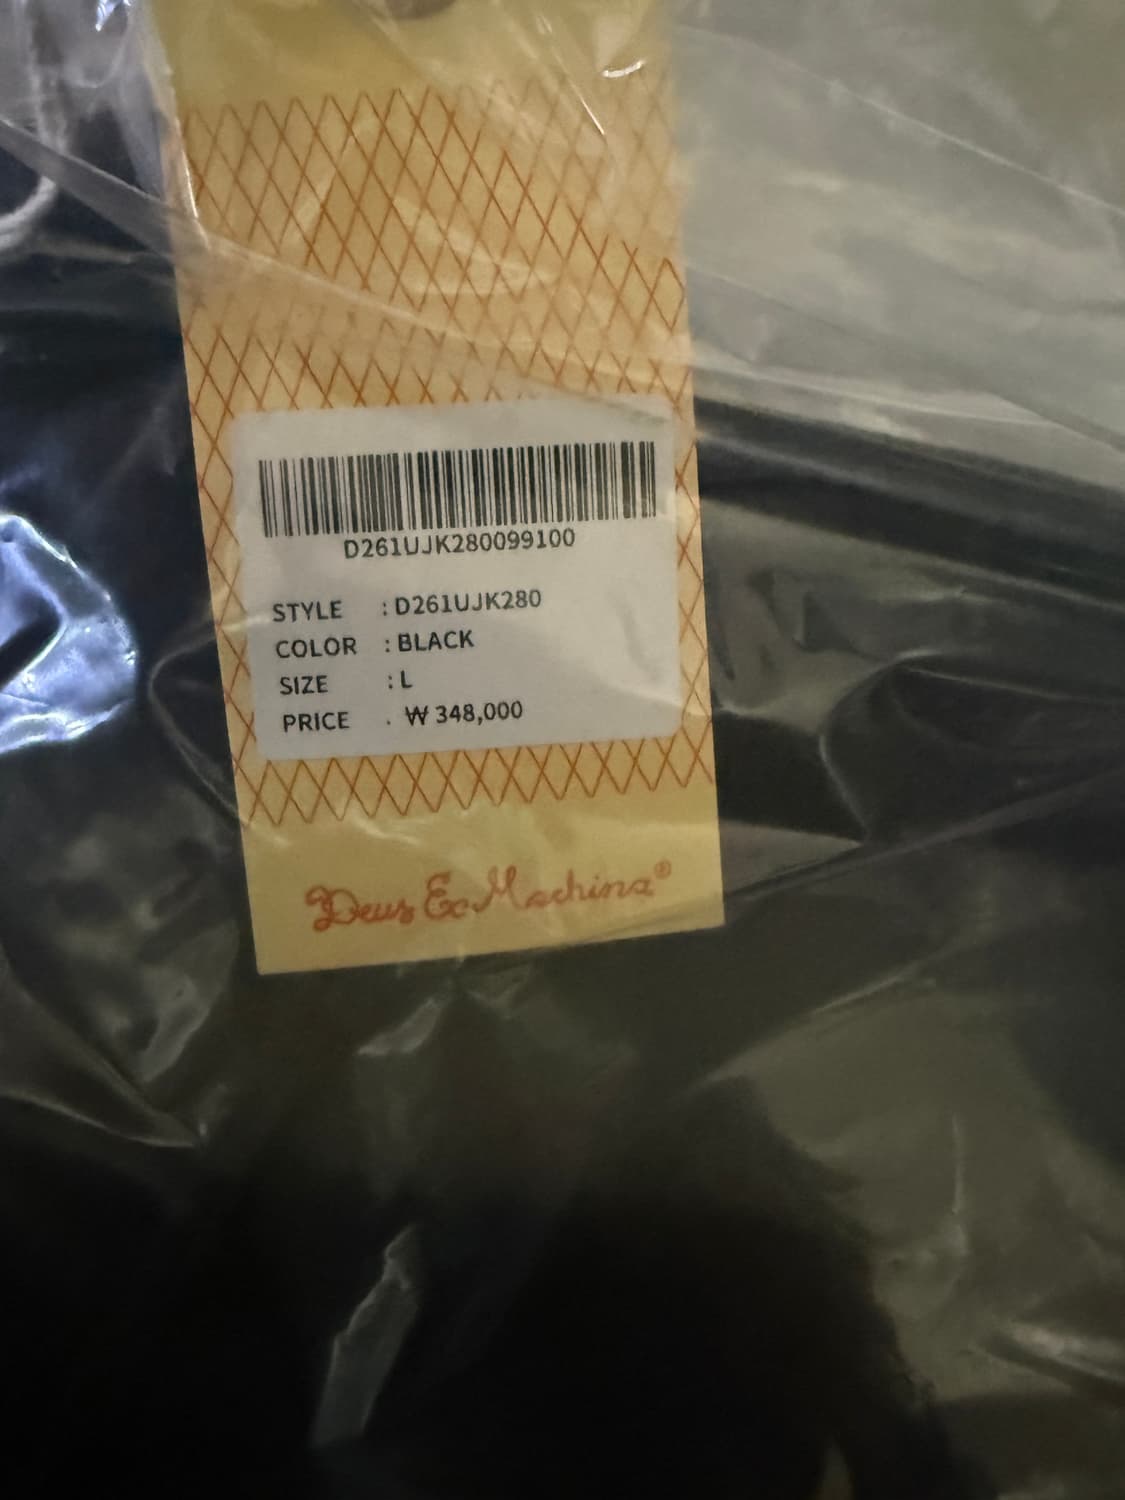 D261UJK280099100
STYLE : D261UJK280
COLOR : BLACK
SIZE : L
PRICE . ₩ 348,000
Deus Ex Machina®